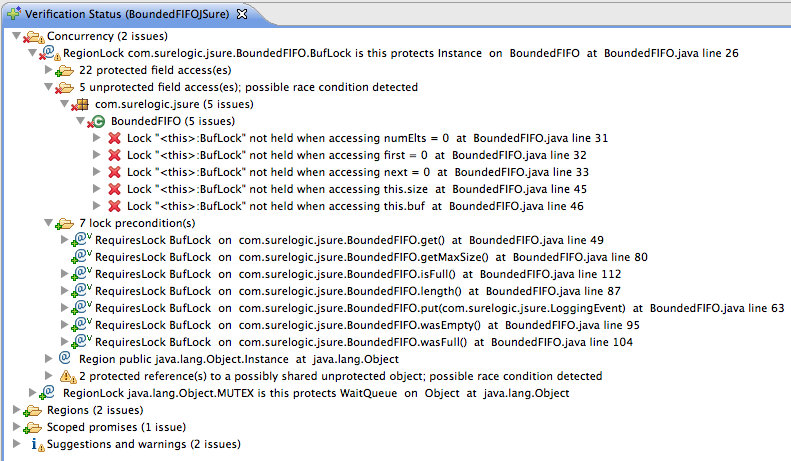 Verification Status (BoundedFIFOJSure)
Concurrency (2 issues)
RegionLock com.surelogic.jsure.BoundedFIFO.BufLock is this protects Instance on BoundedFIFO at BoundedFIFO.java line 26
22 protected field access(es)
5 unprotected field access(es); possible race condition detected
com.surelogic.jsure (5 issues)
BoundedFIFO (5 issues)
Lock "<this>:BufLock" not held when accessing numElts = 0 at BoundedFIFO.java line 31
Lock "<this>:BufLock" not held when accessing first = 0 at BoundedFIFO.java line 32
Lock "<this>:BufLock" not held when accessing next = 0 at BoundedFIFO.java line 33
Lock "<this>:BufLock" not held when accessing this.size at BoundedFIFO.java line 45
Lock "<this>:BufLock" not held when accessing this.buf at BoundedFIFO.java line 46
7 lock precondition(s)
RequiresLock BufLock on com.surelogic.jsure.BoundedFIFO.get() at BoundedFIFO.java line 49
RequiresLock BufLock on com.surelogic.jsure.BoundedFIFO.getMaxSize() at BoundedFIFO.java line 80
RequiresLock BufLock on com.surelogic.jsure.BoundedFIFO.isFull() at BoundedFIFO.java line 112
RequiresLock BufLock on com.surelogic.jsure.BoundedFIFO.length() at BoundedFIFO.java line 87
RequiresLock BufLock on com.surelogic.jsure.BoundedFIFO.put(com.surelogic.jsure.LoggingEvent) at BoundedFIFO.java line 63
RequiresLock BufLock on com.surelogic.jsure.BoundedFIFO.wasEmpty() at BoundedFIFO.java line 95
RequiresLock BufLock on com.surelogic.jsure.BoundedFIFO.wasFull() at BoundedFIFO.java line 104
Region public java.lang.Object.Instance at java.lang.Object
2 protected reference(s) to a possibly shared unprotected object; possible race condition detected
RegionLock java.lang.Object.MUTEX is this protects WaitQueue on Object at java.lang.Object
Regions (2 issues)
Scoped promises (1 issue)
Suggestions and warnings (2 issues)